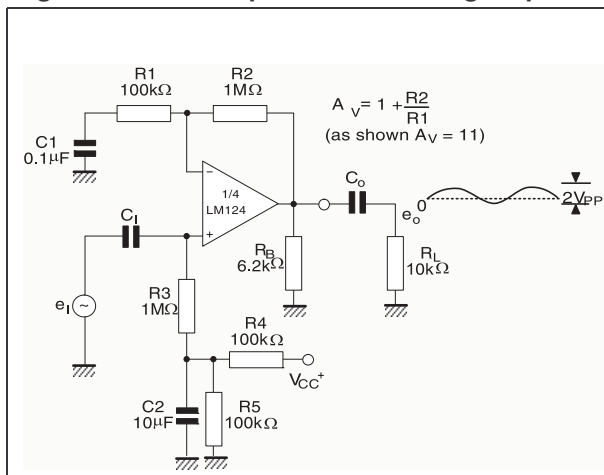 R1
100kΩ
R2
1MΩ
A V = 1 + R2
R1
(as shown AV = 11)
C1
0.1µF
1/4
LM124
CI
CO
eo
0
2VPP
RB
6.2kΩ
RL
10kΩ
R3
1MΩ
eI
~
R4
100kΩ
VCC+
C2
10µF
R5
100kΩ